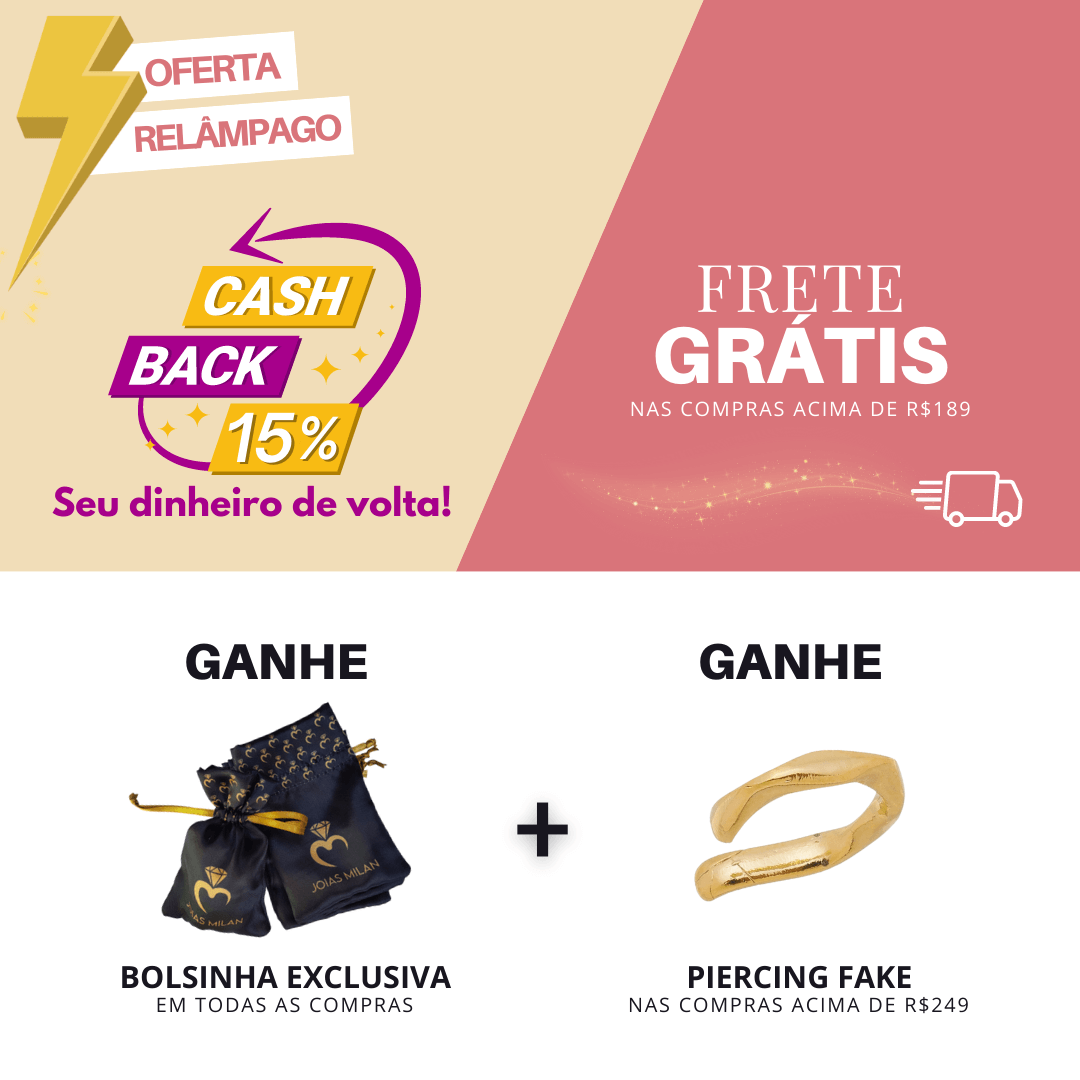 OFERTA
RELÂMPAGO
CASH
BACK
15%
Seu dinheiro de volta!
FRETE
GRÁTIS
NAS COMPRAS ACIMA DE R$189
GANHE
JOIAS MILAN
JOIAS MILAN
BOLSINHA EXCLUSIVA
EM TODAS AS COMPRAS
+
GANHE
PIERCING FAKE
NAS COMPRAS ACIMA DE R$249